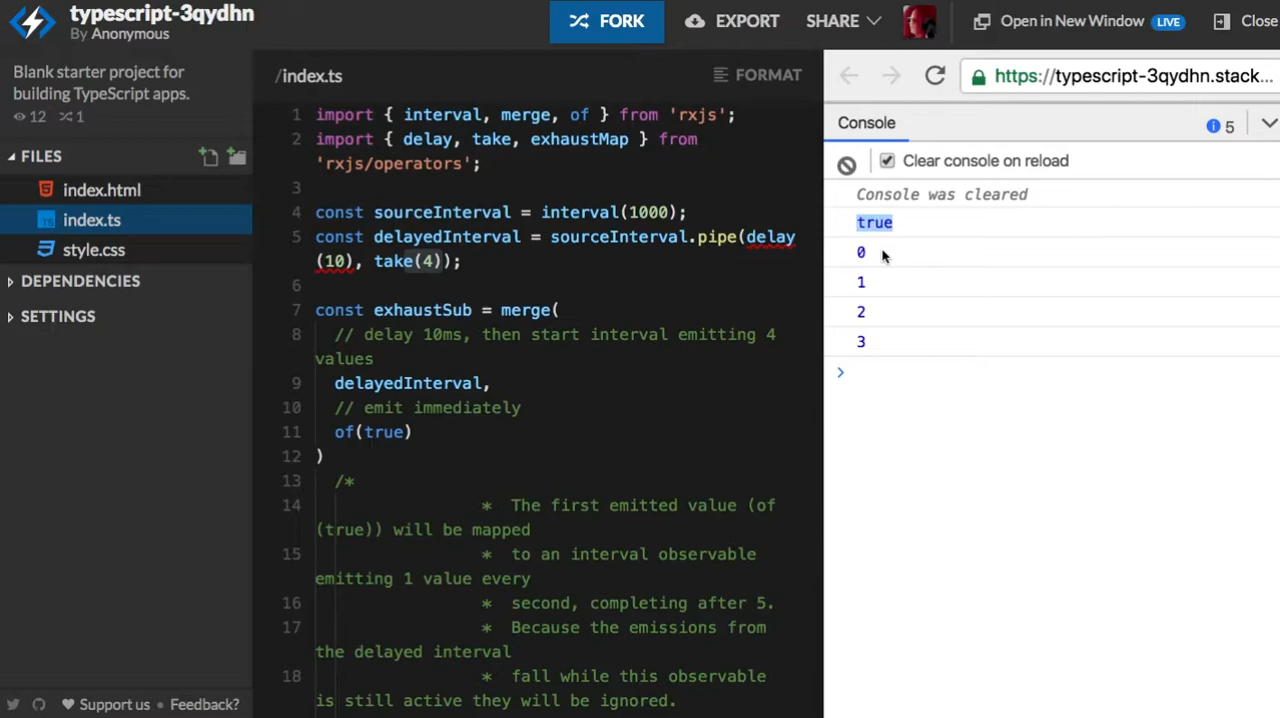 typescript-3qydhn
By Anonymous
FORK
EXPORT
SHARE
Open in New Window LIVE
Close
Blank starter project for
building TypeScript apps.
12 1
FILES
index.html
index.ts
style.css
DEPENDENCIES
SETTINGS
Support us • Feedback?
/index.ts
FORMAT
1 import { interval, merge, of } from 'rxjs';
2 import { delay, take, exhaustMap } from
'rxjs/operators';
3
4 const sourceInterval = interval(1000);
5 const delayedInterval = sourceInterval.pipe(delay
(10), take(4));
6
7 const exhaustSub = merge(
8 // delay 10ms, then start interval emitting 4
values
9 delayedInterval,
10 // emit immediately
11 of(true)
12 )
13 /*
14 * The first emitted value (of
(true)) will be mapped
15 * to an interval observable
emitting 1 value every
16 * second, completing after 5.
17 * Because the emissions from
the delayed interval
18 * fall while this observable
is still active they will be ignored.
https://typescript-3qydhn.stack...
Console
5
Clear console on reload
Console was cleared
true
0
1
2
3